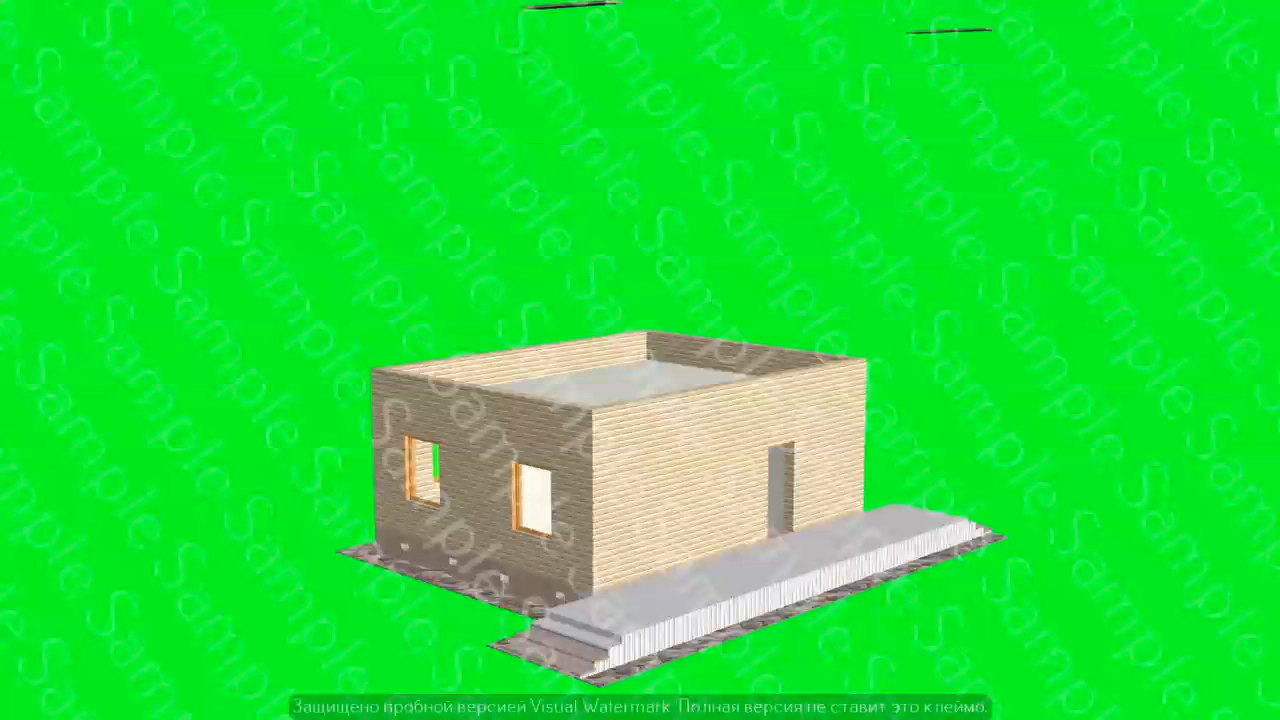 Sample
Защищено пробной версией Visual Watermark. Полная версия не ставит это клеймо.